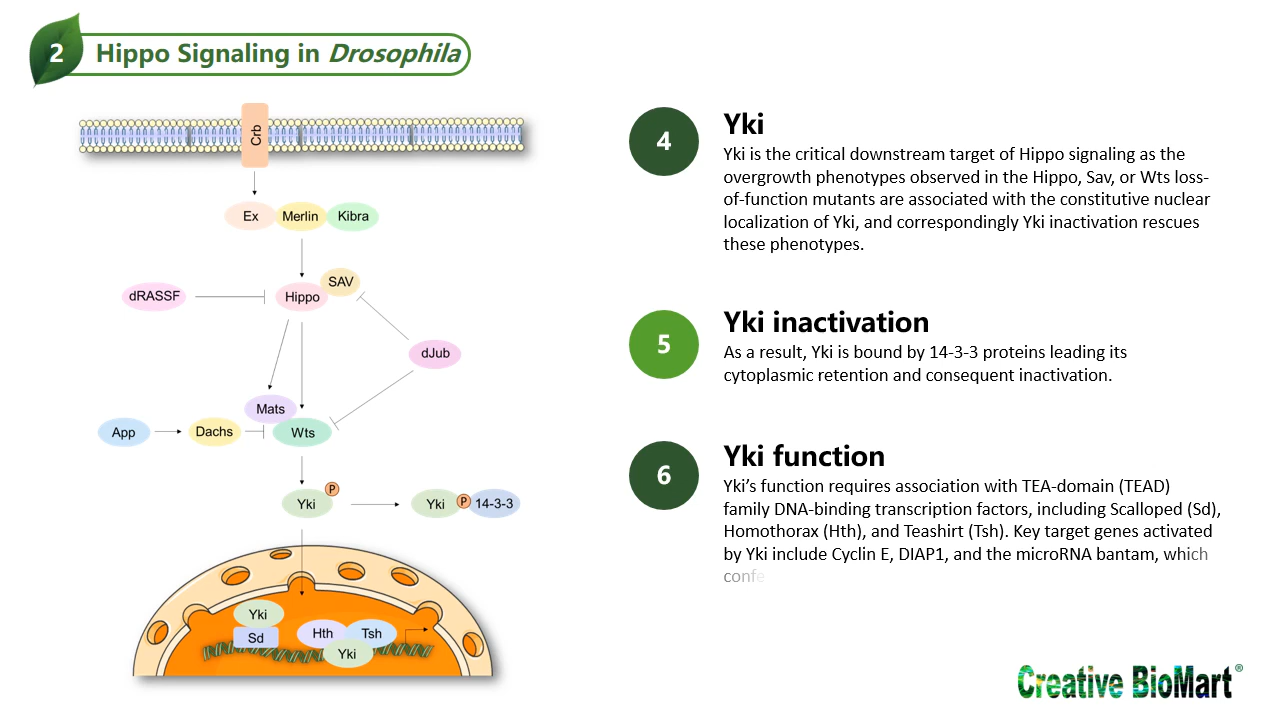 2 Hippo Signaling in Drosophila
Crb
Ex Merlin Kibra
dRASSF
Hippo
SAV
dJub
Mats
App
Dachs
Wts
Yki
P
Yki
P
14-3-3
Yki
Sd
Hth
Tsh
Yki
4
Yki
Yki is the critical downstream target of Hippo signaling as the
overgrowth phenotypes observed in the Hippo, Sav, or Wts loss-
of-function mutants are associated with the constitutive nuclear
localization of Yki, and correspondingly Yki inactivation rescues
these phenotypes.
5
Yki inactivation
As a result, Yki is bound by 14-3-3 proteins leading its
cytoplasmic retention and consequent inactivation.
6
Yki function
Yki’s function requires association with TEA-domain (TEAD)
family DNA-binding transcription factors, including Scalloped (Sd),
Homothorax (Hth), and Teashirt (Tsh). Key target genes activated
by Yki include Cyclin E, DIAP1, and the microRNA bantam, which
confe
Creative BioMart®